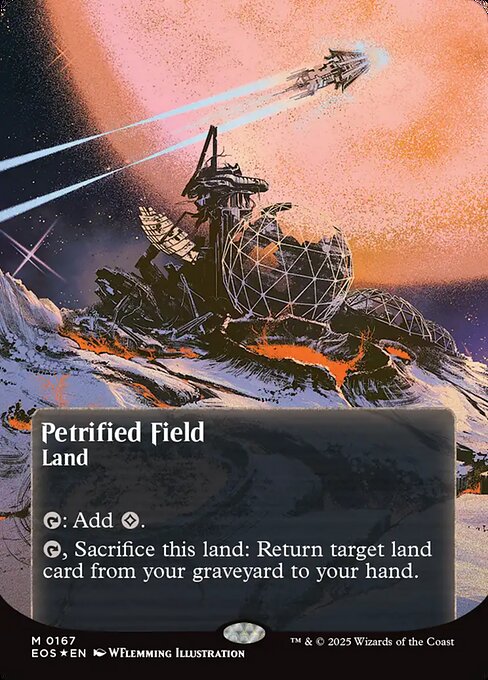 Petrified Field
Land
: Add .
, Sacrifice this land: Return target land
card from your graveyard to your hand.
M 0167
EOS★EN WFLEMMING ILLUSTRATION
™ & © 2025 Wizards of the Coast